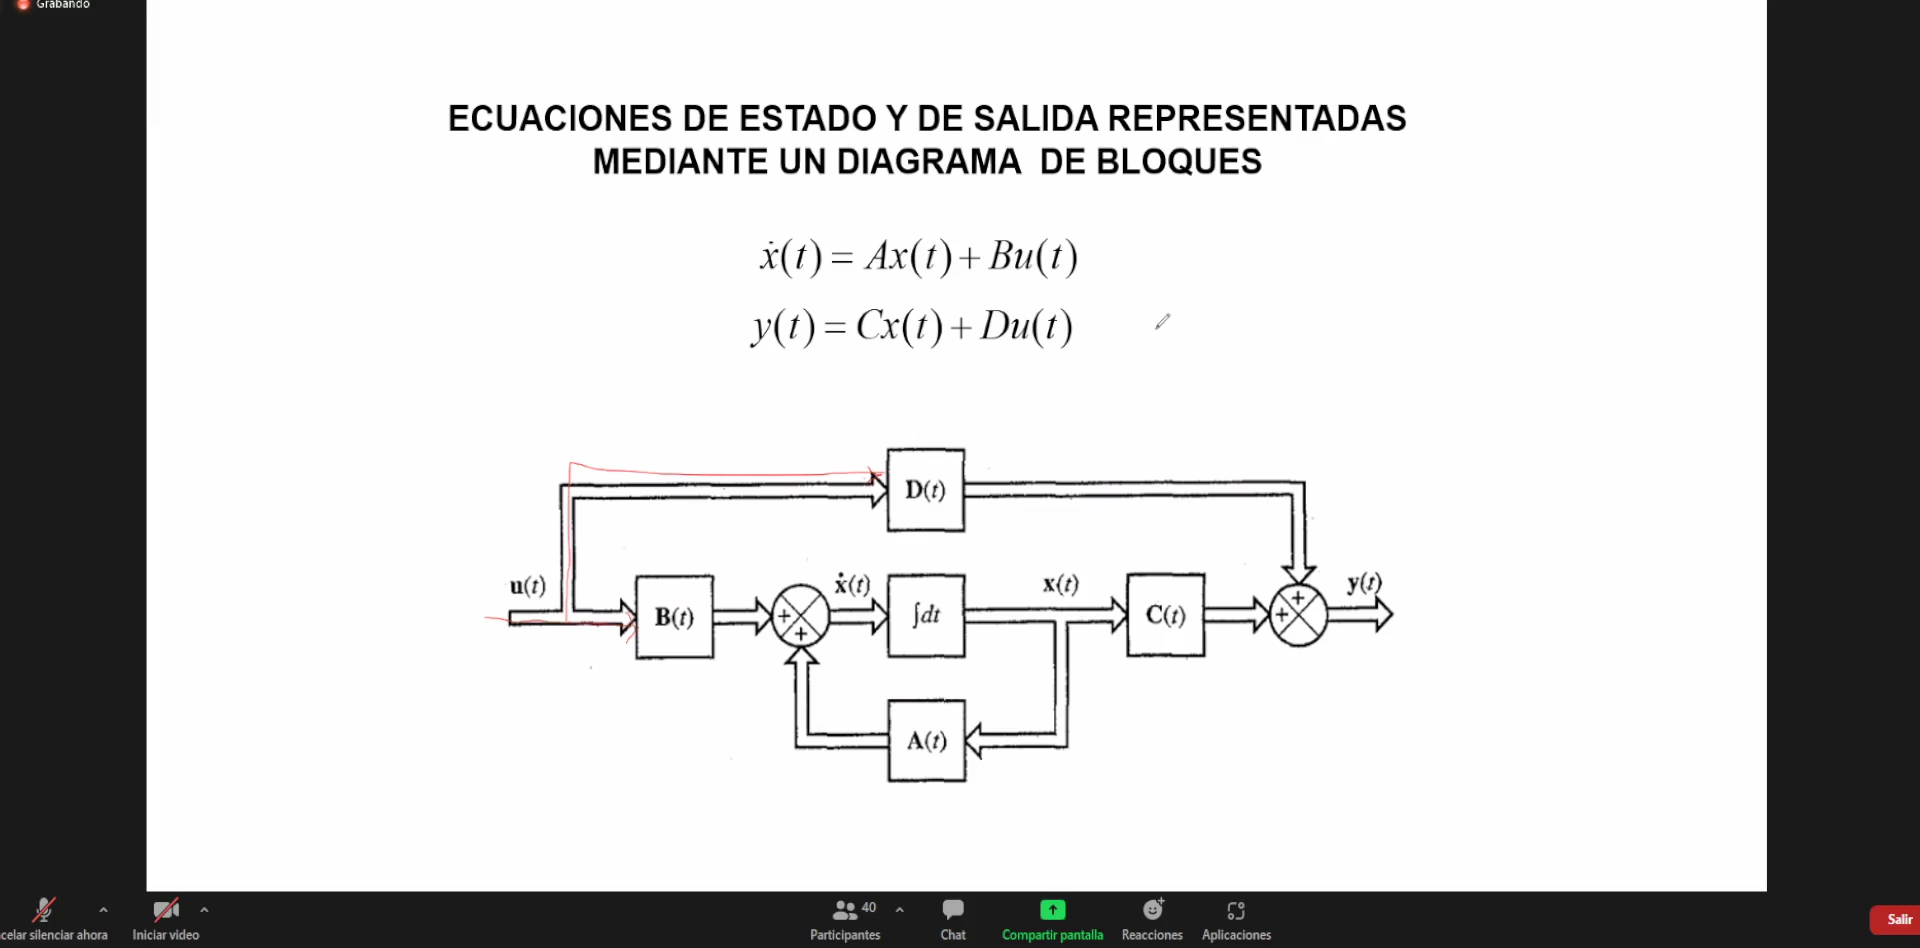 Grabando
ECUACIONES DE ESTADO Y DE SALIDA REPRESENTADAS
MEDIANTE UN DIAGRAMA DE BLOQUES
ẋ(t) = Ax(t) + Bu(t)
y(t) = Cx(t) + Du(t)
D(t)
u(t)
B(t)
+
+
ẋ(t)
∫dt
x(t)
C(t)
+
+
y(t)
A(t)
celar silenciar ahora
Iniciar video
40
Participantes
Chat
Compartir pantalla
Reacciones
Aplicaciones
Salir